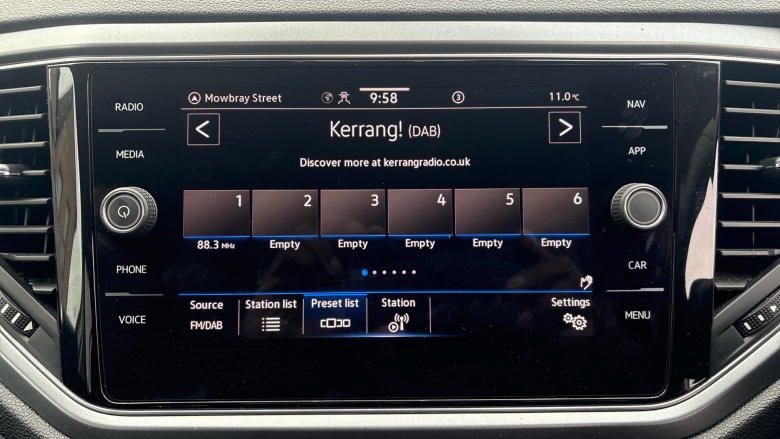 RADIO
MEDIA
PHONE
VOICE
Mowbray Street
9:58
3
11.0°C
Kerrang! (DAB)
Discover more at kerrangradio.co.uk
1 2 3 4 5 6
88.3 MHz Empty Empty Empty Empty Empty
Source Station list Preset list Station Settings
FM/DAB
NAV
APP
CAR
MENU